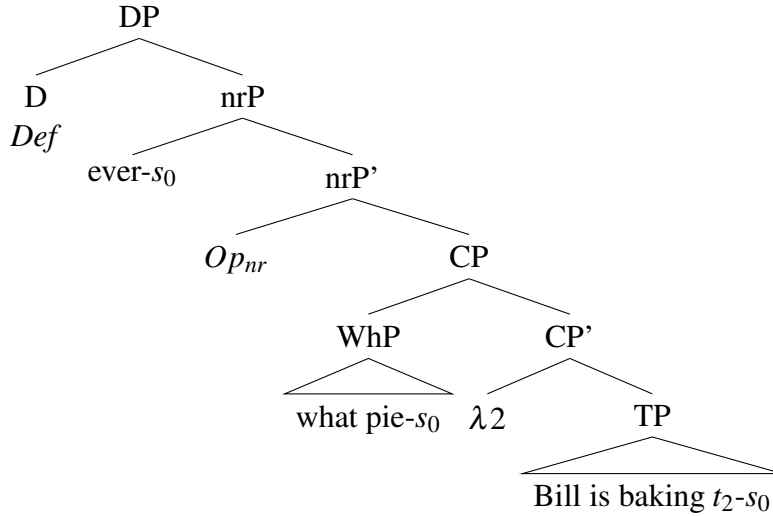 DP
D nrP
Def
ever-s₀ nrP’
Opₙᵣ CP
WhP CP’
what pie-s₀ λ2 TP
Bill is baking t₂-s₀